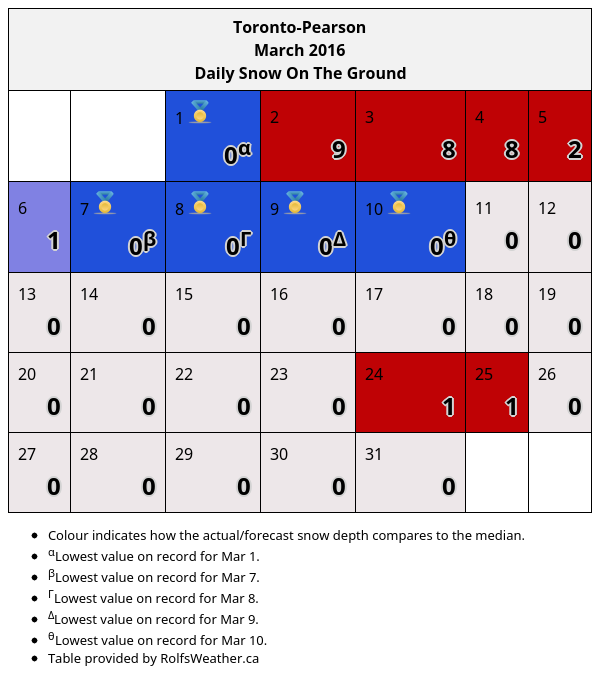 Toronto-Pearson
March 2016
Daily Snow On The Ground
1 2 3 4 5
0α 9 8 8 2
6 7 8 9 10 11 12
1 0β 0Γ 0Δ 0θ 0 0
13 14 15 16 17 18 19
0 0 0 0 0 0 0
20 21 22 23 24 25 26
0 0 0 0 1 1 0
27 28 29 30 31
0 0 0 0 0
• Colour indicates how the actual/forecast snow depth compares to the median.
• αLowest value on record for Mar 1.
• βLowest value on record for Mar 7.
• ΓLowest value on record for Mar 8.
• ΔLowest value on record for Mar 9.
• θLowest value on record for Mar 10.
• Table provided by RolfsWeather.ca